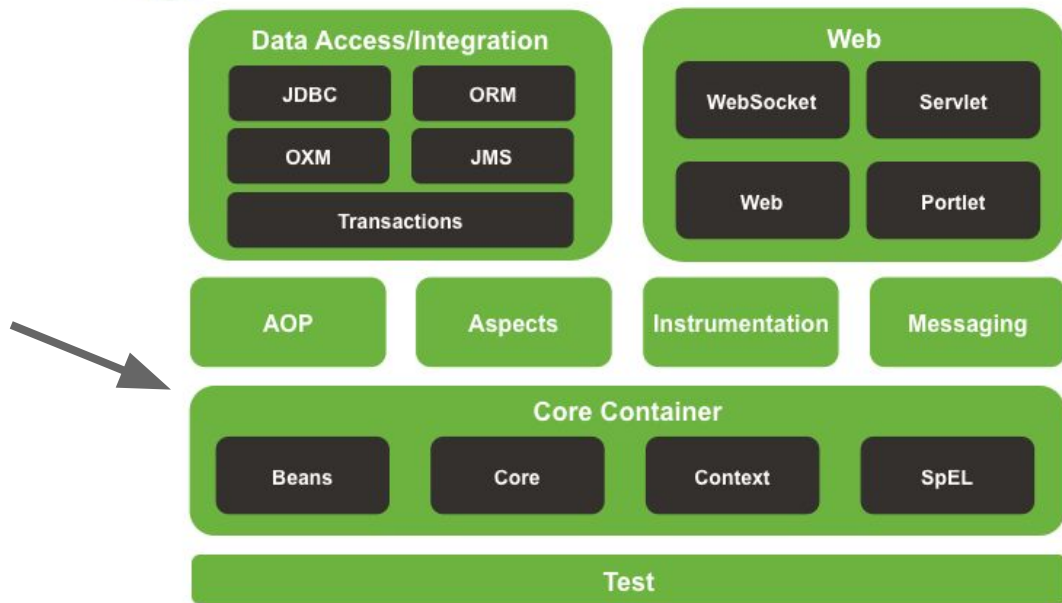 Data Access/Integration
JDBC
ORM
OXM
JMS
Transactions
Web
WebSocket
Servlet
Web
Portlet
AOP
Aspects
Instrumentation
Messaging
Core Container
Beans
Core
Context
SpEL
Test